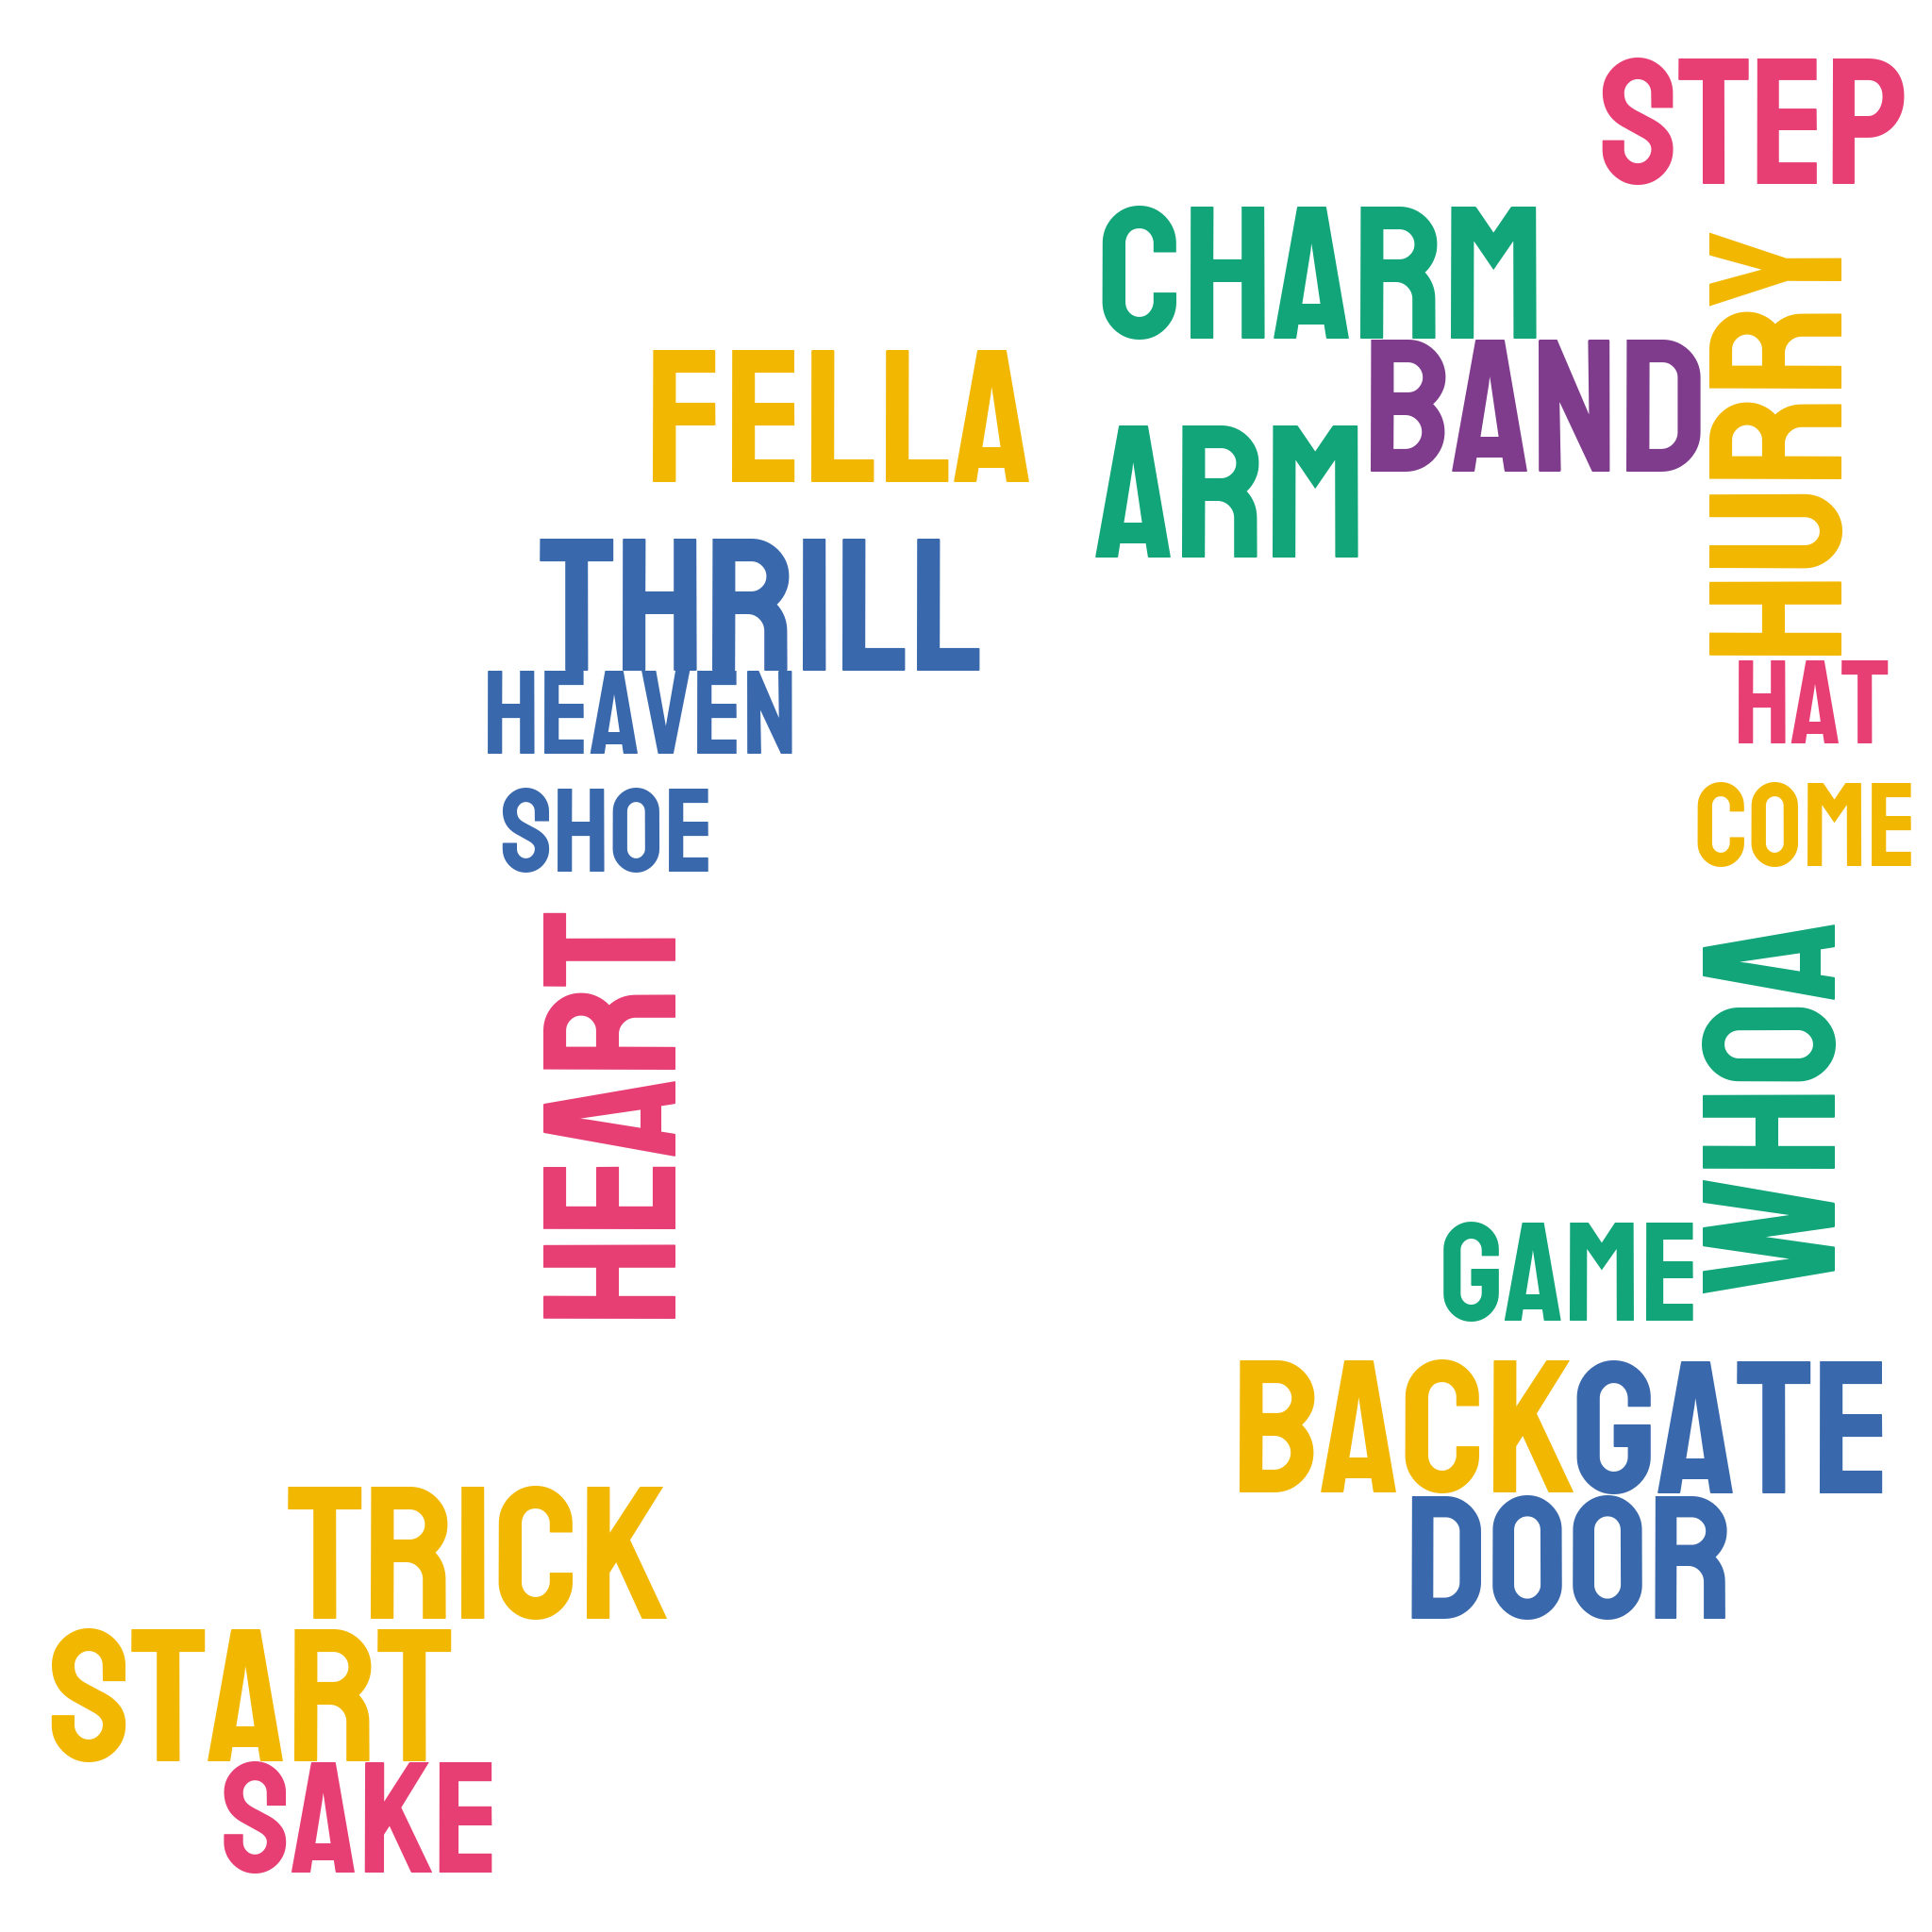 STEP
CHARM
HURRY
BAND
FELLA
ARM
THRILL
HEAVEN
HAT
SHOE
COME
HEART
WHOA
GAME
BACK
GATE
TRICK
DOOR
START
SAKE